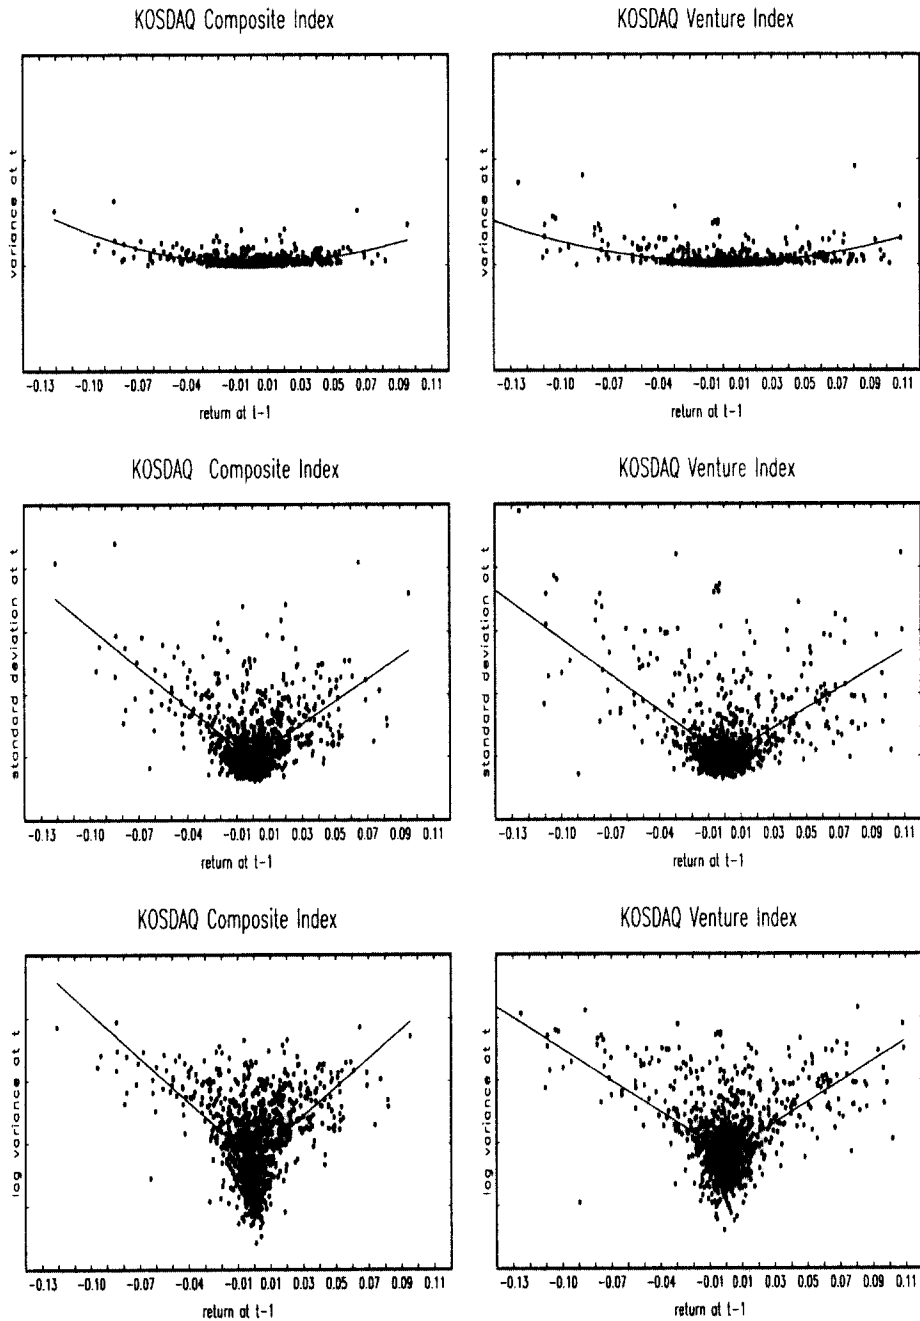 KOSDAQ Composite Index
variance at t
-0.13 -0.10 -0.07 -0.04 -0.01 0.01 0.03 0.05 0.07 0.09 0.11
return at t-1
KOSDAQ Venture Index
variance at t
-0.13 -0.10 -0.07 -0.04 -0.01 0.01 0.03 0.05 0.07 0.09 0.11
return at t-1
KOSDAQ Composite Index
standard deviation at t
-0.13 -0.10 -0.07 -0.04 -0.01 0.01 0.03 0.05 0.07 0.09 0.11
return at t-1
KOSDAQ Venture Index
standard deviation at t
-0.13 -0.10 -0.07 -0.04 -0.01 0.01 0.03 0.05 0.07 0.09 0.11
return at t-1
KOSDAQ Composite Index
log variance at t
-0.13 -0.10 -0.07 -0.04 -0.01 0.01 0.03 0.05 0.07 0.09 0.11
return at t-1
KOSDAQ Venture Index
log variance at t
-0.13 -0.10 -0.07 -0.04 -0.01 0.01 0.03 0.05 0.07 0.09 0.11
return at t-1